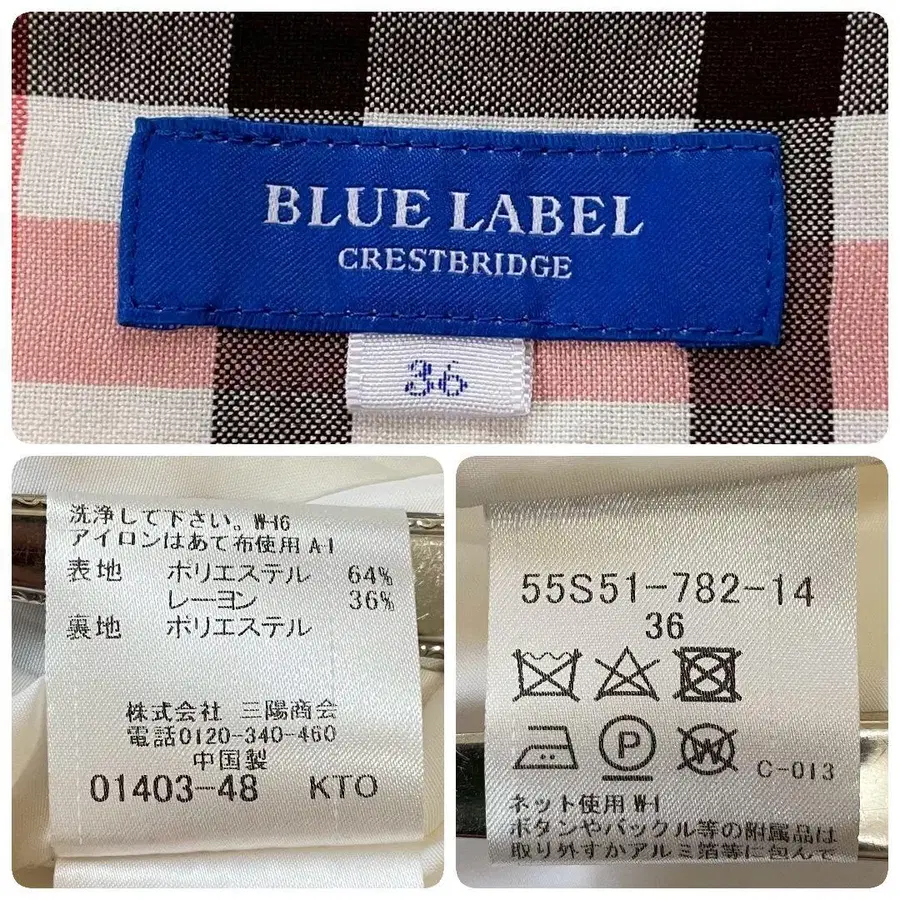 BLUE LABEL
CRESTBRIDGE
36
洗浄して下さい。W-16
アイロンはあて布使用 A-1
表地 ポリエステル 64%
レーヨン 36%
裏地 ポリエステル
株式会社 三陽商会
電話0120-340-460
中国製
01403-48 KTO
55S51-782-14
36
P
W
C-013
ネット使用 W-1
ボタンやバックル等の附属品は
取り外すかアルミ箔等に包んで